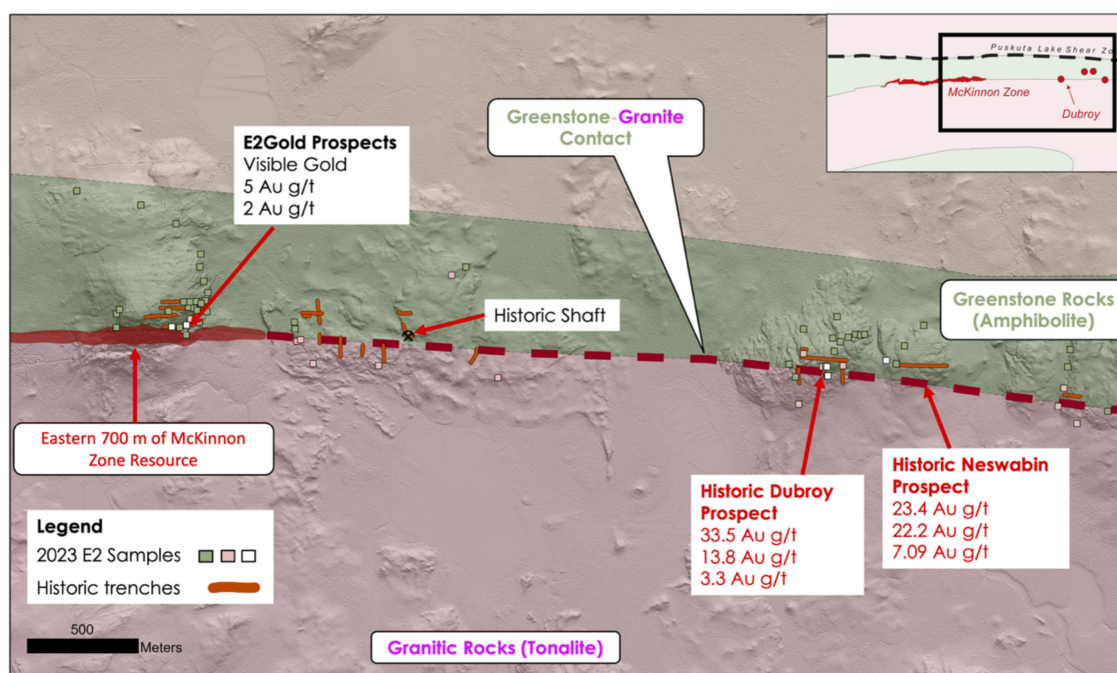 Puskuta Lake Shear Zo
McKinnon Zone
Dubroy
Greenstone-Granite
Contact
E2Gold Prospects
Visible Gold
5 Au g/t
2 Au g/t
Historic Shaft
Greenstone Rocks
(Amphibolite)
Eastern 700 m of McKinnon
Zone Resource
Historic Dubroy
Prospect
33.5 Au g/t
13.8 Au g/t
3.3 Au g/t
Historic Neswabin
Prospect
23.4 Au g/t
22.2 Au g/t
7.09 Au g/t
Legend
2023 E2 Samples
Historic trenches
500
Meters
Granitic Rocks (Tonalite)